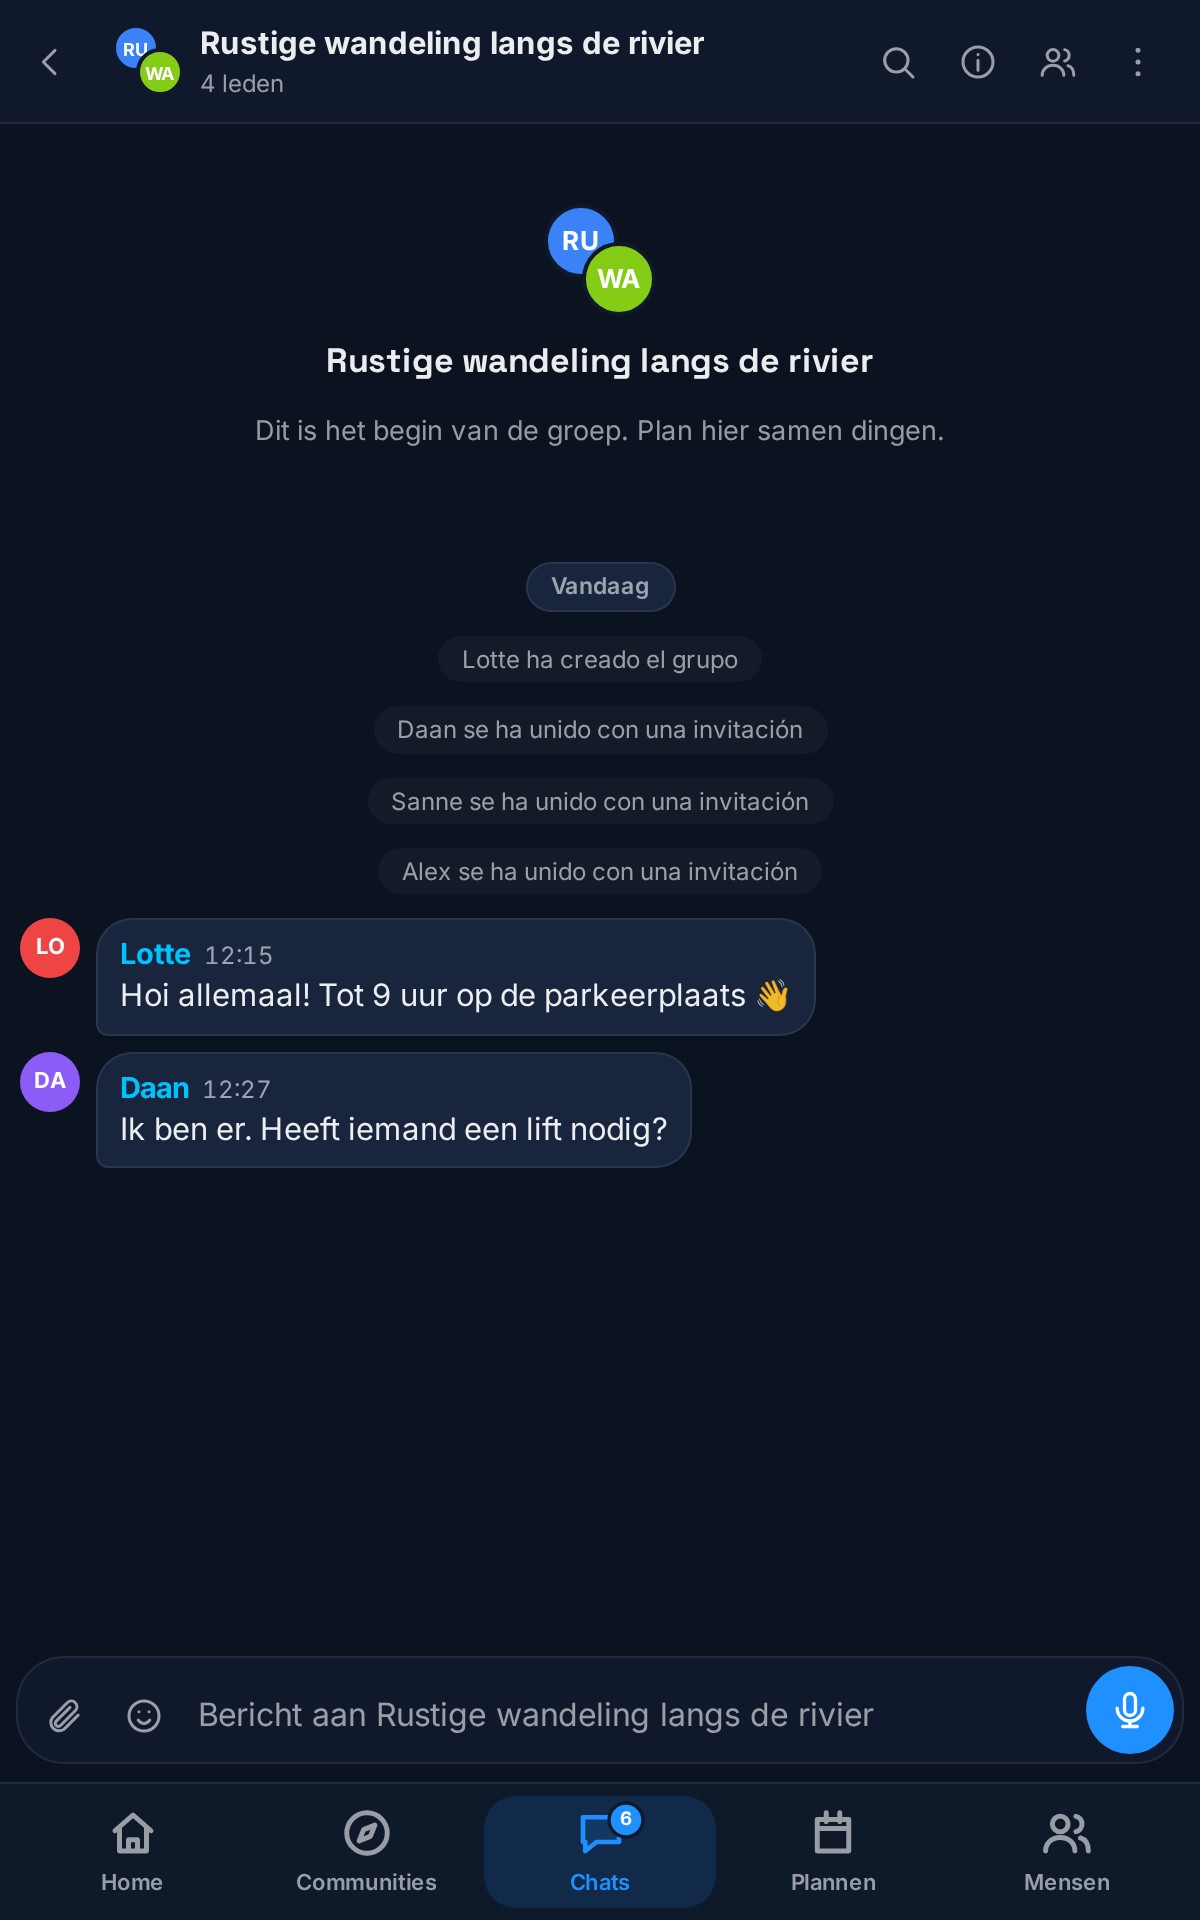 RU
WA
Rustige wandeling langs de rivier
4 leden
RU
WA
Rustige wandeling langs de rivier
Dit is het begin van de groep. Plan hier samen dingen.
Vandaag
Lotte ha creado el grupo
Daan se ha unido con una invitación
Sanne se ha unido con una invitación
Alex se ha unido con una invitación
LO
Lotte 12:15
Hoi allemaal! Tot 9 uur op de parkeerplaats 👋
DA
Daan 12:27
Ik ben er. Heeft iemand een lift nodig?
Bericht aan Rustige wandeling langs de rivier
6
Home
Communities
Chats
Plannen
Mensen